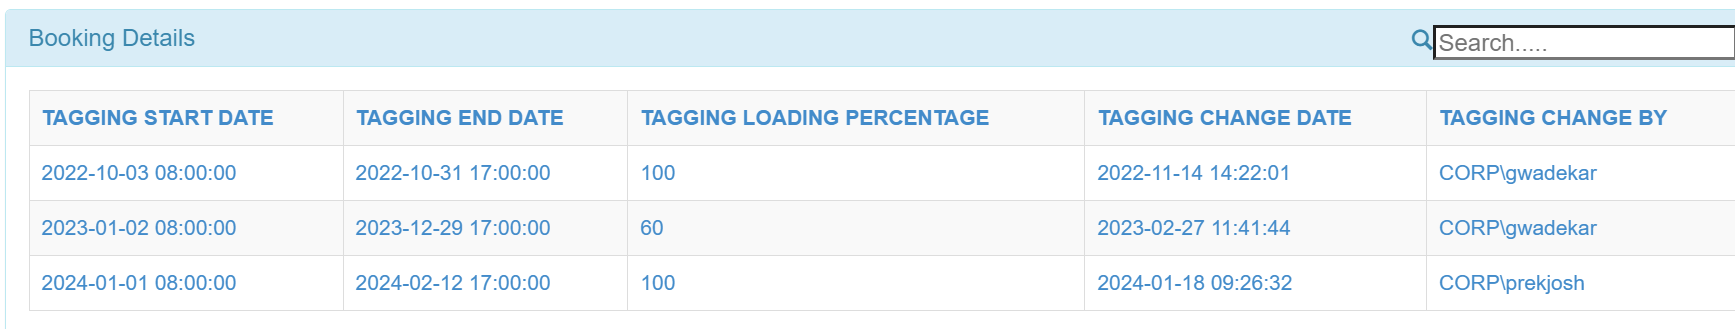 Booking Details
Search.....
TAGGING START DATE TAGGING END DATE TAGGING LOADING PERCENTAGE TAGGING CHANGE DATE TAGGING CHANGE BY
2022-10-03 08:00:00 2022-10-31 17:00:00 100 2022-11-14 14:22:01 CORP\gwadekar
2023-01-02 08:00:00 2023-12-29 17:00:00 60 2023-02-27 11:41:44 CORP\gwadekar
2024-01-01 08:00:00 2024-02-12 17:00:00 100 2024-01-18 09:26:32 CORP\prekjosh